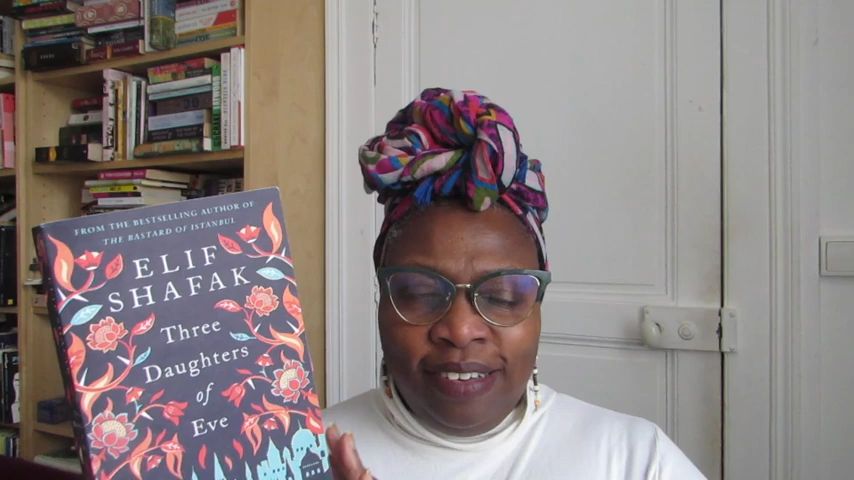 FROM THE BESTSELLING AUTHOR OF
THE BASTARD OF ISTANBUL
ELIF
SHAFAK
Three
Daughters
of
Eve